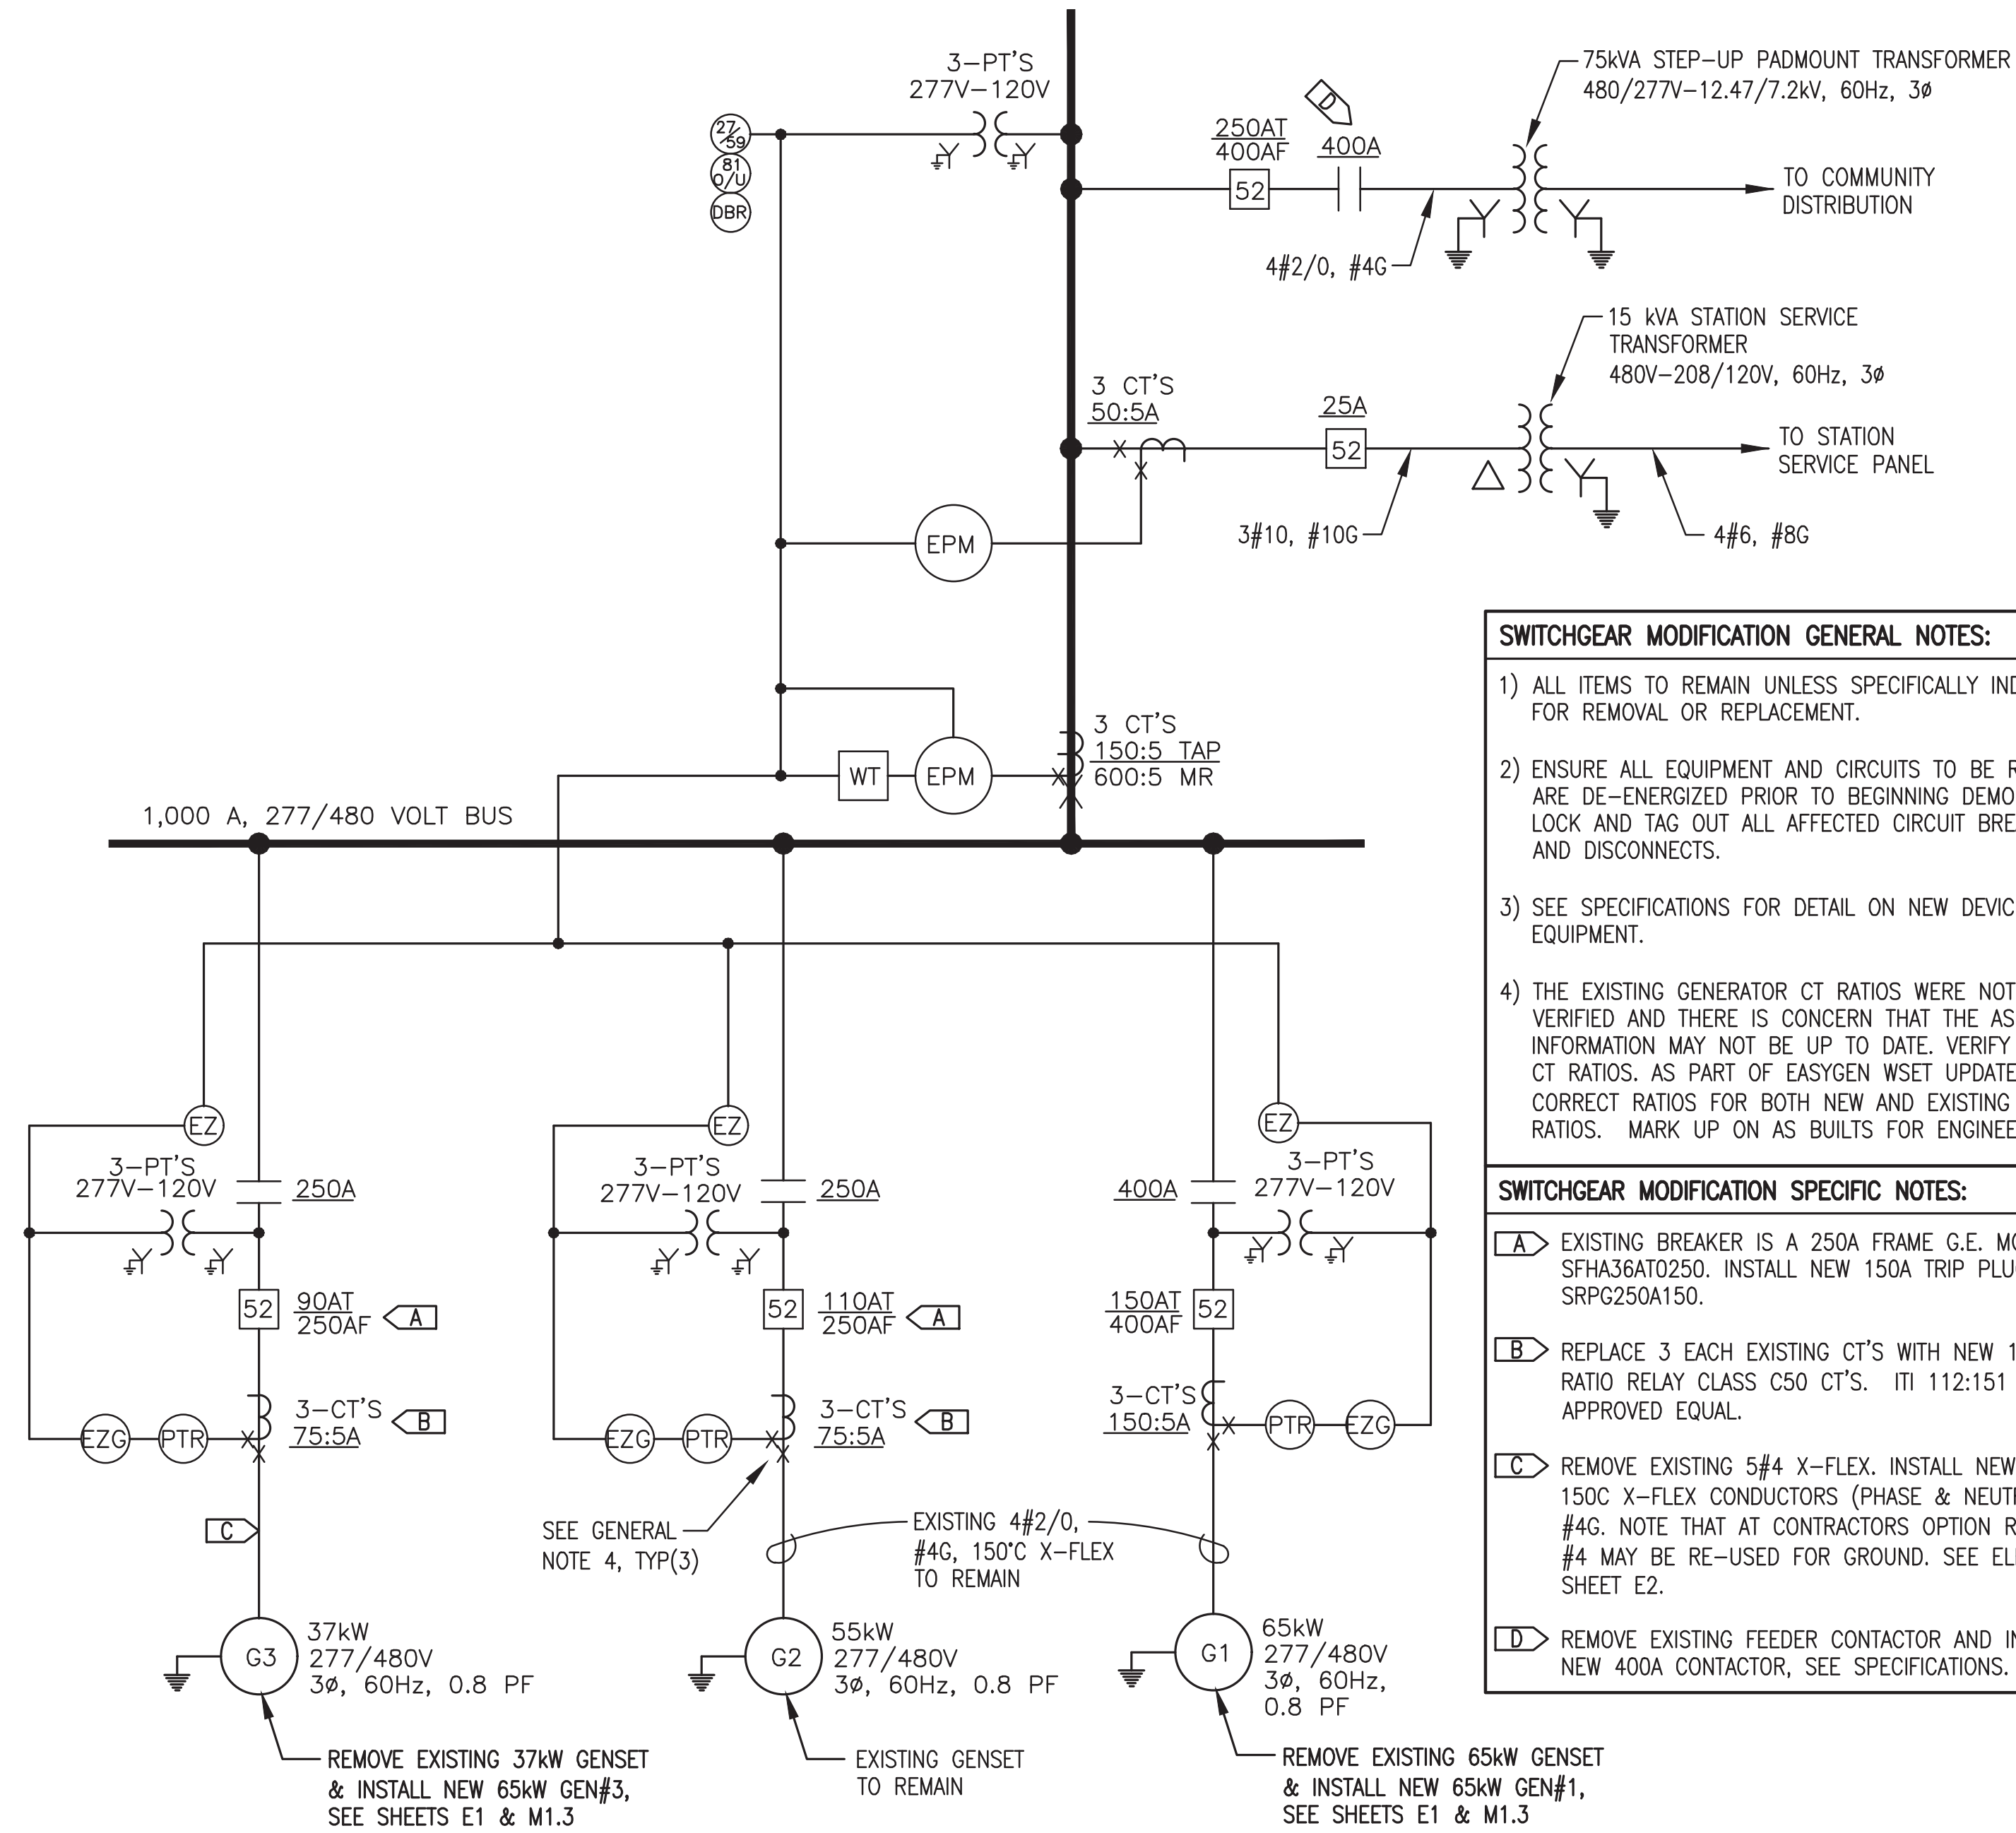 3-PT'S
277V-120V
27/59
81
O/U
DBR
250AT
400AF
52
400A
D
75kVA STEP-UP PADMOUNT TRANSFORMER
480/277V-12.47/7.2kV, 60Hz, 3ø
TO COMMUNITY
DISTRIBUTION
4#2/0, #4G
15 kVA STATION SERVICE
TRANSFORMER
480V-208/120V, 60Hz, 3ø
3 CT'S
50:5A
25A
52
TO STATION
SERVICE PANEL
3#10, #10G
4#6, #8G
EPM
3 CT'S
150:5 TAP
600:5 MR
WT
EPM
1,000 A, 277/480 VOLT BUS
EZ
3-PT'S
277V-120V
250A
52
90AT
250AF
A
3-CT'S
75:5A
B
EZG
PTR
C
G3
37kW
277/480V
3ø, 60Hz, 0.8 PF
REMOVE EXISTING 37kW GENSET
& INSTALL NEW 65kW GEN#3,
SEE SHEETS E1 & M1.3
EZ
3-PT'S
277V-120V
250A
52
110AT
250AF
A
3-CT'S
75:5A
B
EZG
PTR
SEE GENERAL
NOTE 4, TYP(3)
EXISTING 4#2/0,
#4G, 150°C X-FLEX
TO REMAIN
G2
55kW
277/480V
3ø, 60Hz, 0.8 PF
EXISTING GENSET
TO REMAIN
EZ
3-PT'S
277V-120V
400A
150AT
400AF
52
3-CT'S
150:5A
PTR
EZG
G1
65kW
277/480V
3ø, 60Hz,
0.8 PF
REMOVE EXISTING 65kW GENSET
& INSTALL NEW 65kW GEN#1,
SEE SHEETS E1 & M1.3
SWITCHGEAR MODIFICATION GENERAL NOTES:
1) ALL ITEMS TO REMAIN UNLESS SPECIFICALLY
FOR REMOVAL OR REPLACEMENT.
2) ENSURE ALL EQUIPMENT AND CIRCUITS TO BE
ARE DE-ENERGIZED PRIOR TO BEGINNING
LOCK AND TAG OUT ALL AFFECTED CIRCUIT
AND DISCONNECTS.
3) SEE SPECIFICATIONS FOR DETAIL ON NEW
EQUIPMENT.
4) THE EXISTING GENERATOR CT RATIOS WERE NOT
VERIFIED AND THERE IS CONCERN THAT THE
INFORMATION MAY NOT BE UP TO DATE. VERIFY
CT RATIOS. AS PART OF EASYGEN WSET UPDATE
CORRECT RATIOS FOR BOTH NEW AND EXISTING
RATIOS. MARK UP ON AS BUILTS FOR
SWITCHGEAR MODIFICATION SPECIFIC NOTES:
A EXISTING BREAKER IS A 250A FRAME G.E.
SFHA36AT0250. INSTALL NEW 150A TRIP
SRPG250A150.
B REPLACE 3 EACH EXISTING CT'S WITH NEW
RATIO RELAY CLASS C50 CT'S. ITI 112:151
APPROVED EQUAL.
C REMOVE EXISTING 5#4 X-FLEX. INSTALL NEW
150C X-FLEX CONDUCTORS (PHASE &
#4G. NOTE THAT AT CONTRACTORS OPTION
#4 MAY BE RE-USED FOR GROUND. SEE
SHEET E2.
D REMOVE EXISTING FEEDER CONTACTOR AND
NEW 400A CONTACTOR, SEE SPECIFICATIONS.